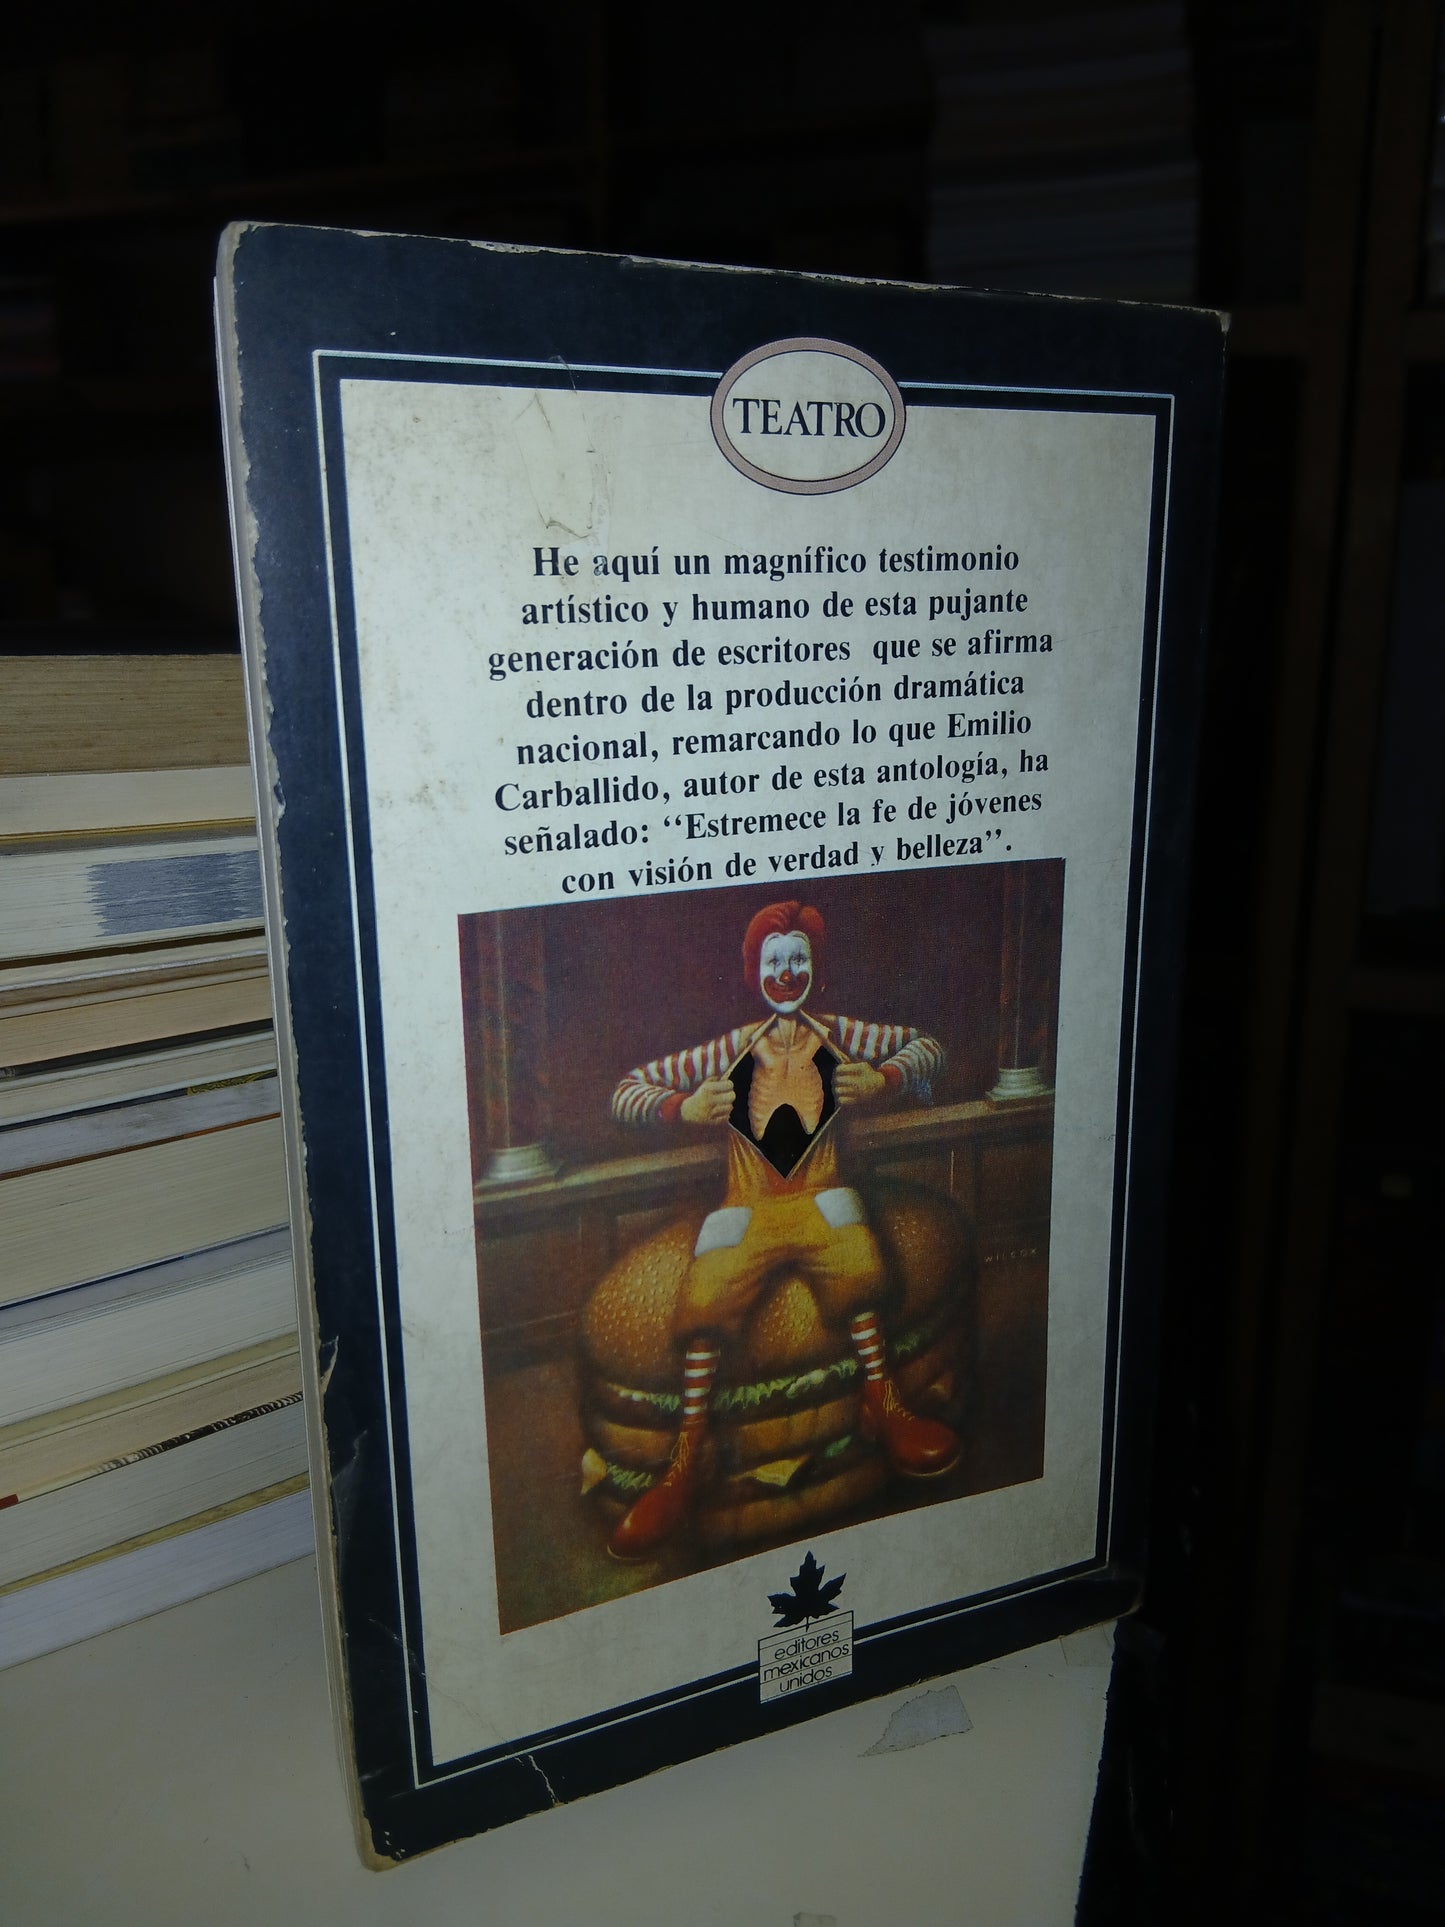 TEATRO
He aquí un magnífico testimonio
artístico y humano de esta pujante
generación de escritores que se afirma
dentro de la producción dramática
nacional, remarcando lo que Emilio
Carballido, autor de esta antología, ha
señalado: “Estremece la fe de jóvenes
con visión de verdad y belleza”.
WILCOX
editores
mexicanos
unidos